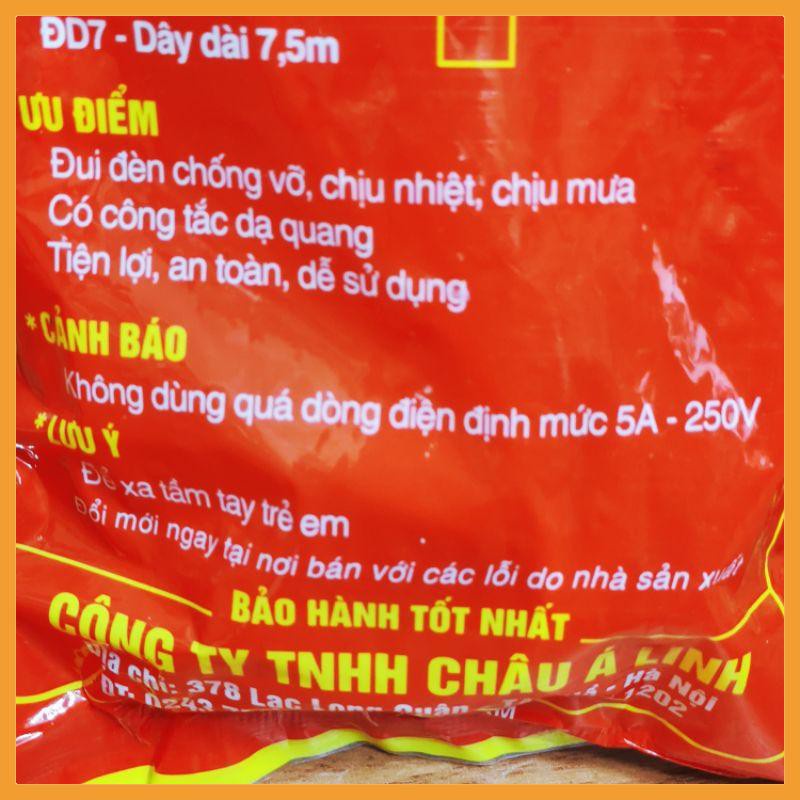 ĐD7 - Dây dài 7,5m
ƯU ĐIỂM
Đui đèn chống vỡ, chịu nhiệt, chịu mưa
Có công tắc dạ quang
Tiện lợi, an toàn, dễ sử dụng
*CẢNH BÁO
Không dùng quá dòng điện định mức 5A - 250V
*LƯU Ý
Để xa tầm tay trẻ em
Đổi mới ngay tại nơi bán với các lỗi do nhà sản xuất
BẢO HÀNH TỐT NHẤT
CÔNG TY TNHH CHÂU Á LINH
Địa chỉ: 378 Lạc Long Quân - Hà Nội
ĐT: 0243 1202